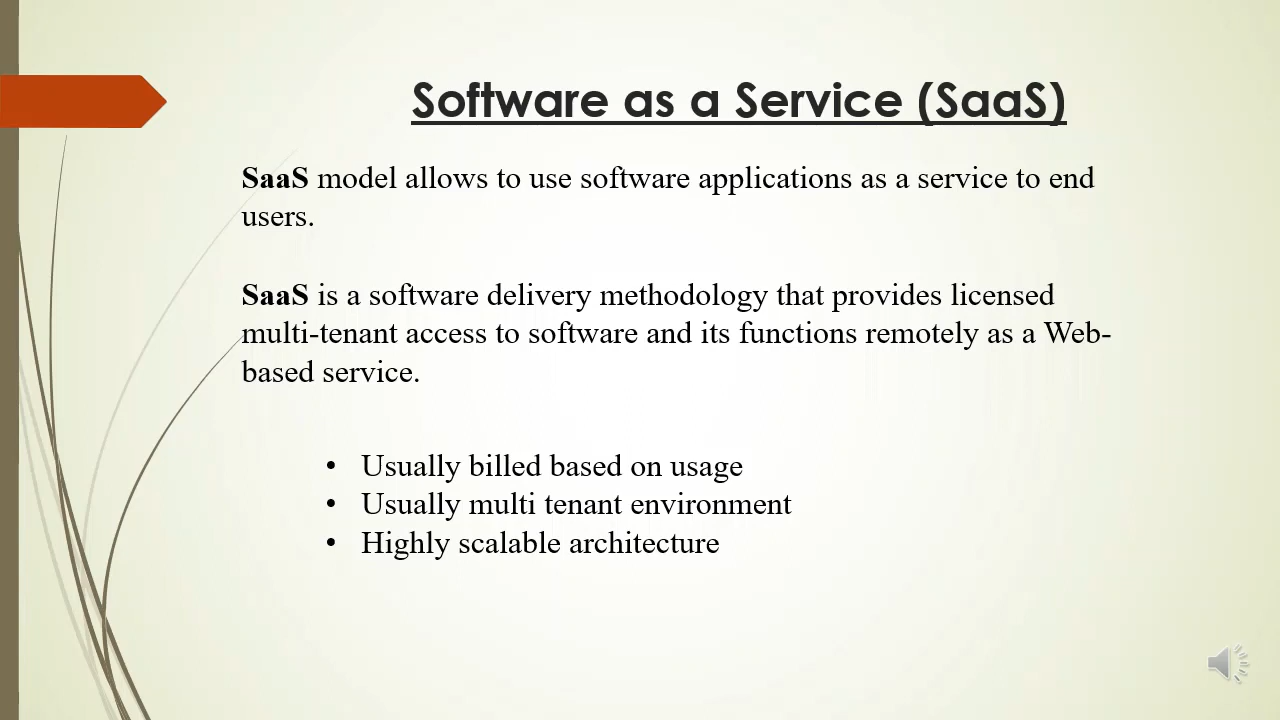 Software as a Service (SaaS)
SaaS model allows to use software applications as a service to end
users.
SaaS is a software delivery methodology that provides licensed
multi-tenant access to software and its functions remotely as a Web-
based service.
• Usually billed based on usage
• Usually multi tenant environment
• Highly scalable architecture